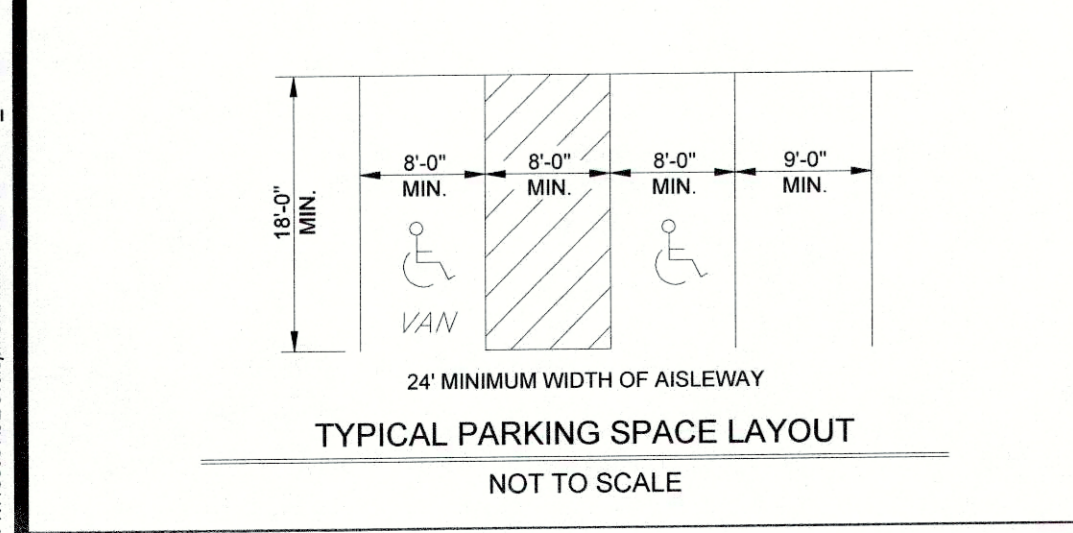 8'-0"
MIN.
8'-0"
MIN.
8'-0"
MIN.
9'-0"
MIN.
18'-0"
MIN.
VAN
24' MINIMUM WIDTH OF AISLEWAY
TYPICAL PARKING SPACE LAYOUT
NOT TO SCALE